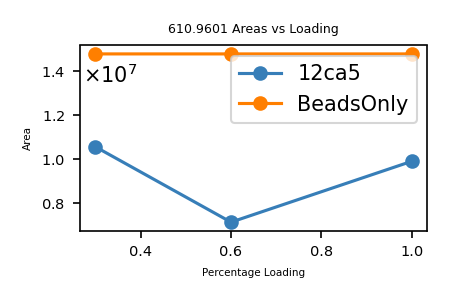 610.9601 Areas vs Loading
×10⁷
12ca5
BeadsOnly
Area
1.4
1.2
1.0
0.8
0.4
0.6
0.8
1.0
Percentage Loading